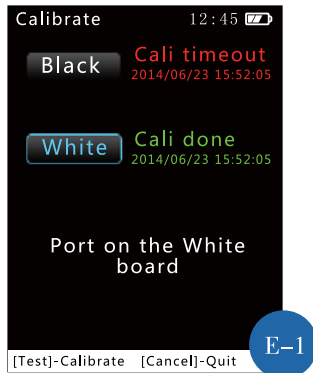 Calibrate 12:45
Black Cali timeout
2014/06/23 15:52:05
White Cali done
2014/06/23 15:52:05
Port on the White
board
E-1
[Test]-Calibrate [Cancel]-Quit